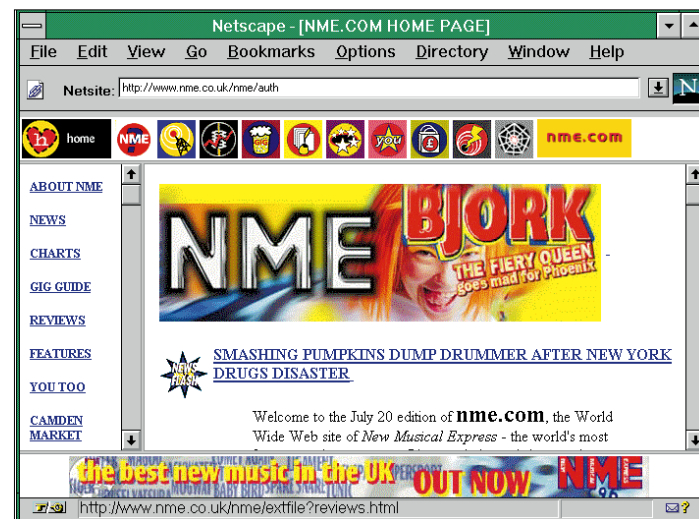 Netscape - [NME.COM HOME PAGE]
File Edit View Go Bookmarks Options Directory Window Help
Netsite: http://www.nme.co.uk/nme/auth
N
h home NME you £ nme.com
ABOUT NME
NEWS
CHARTS
GIG GUIDE
REVIEWS
FEATURES
YOU TOO
CAMDEN
MARKET
NME
BJORK
THE FIERY QUEEN
goes mad for Phoenix
NEWS
FLASH
SMASHING PUMPKINS DUMP DRUMMER AFTER NEW YORK
DRUGS DISASTER
Welcome to the July 20 edition of nme.com, the World
Wide Web site of New Musical Express - the world's most
the best new music in the UK OUT NOW NME
MOGWAI BABY BIRD SPARE SNARE
http://www.nme.co.uk/nme/extfile?reviews.html